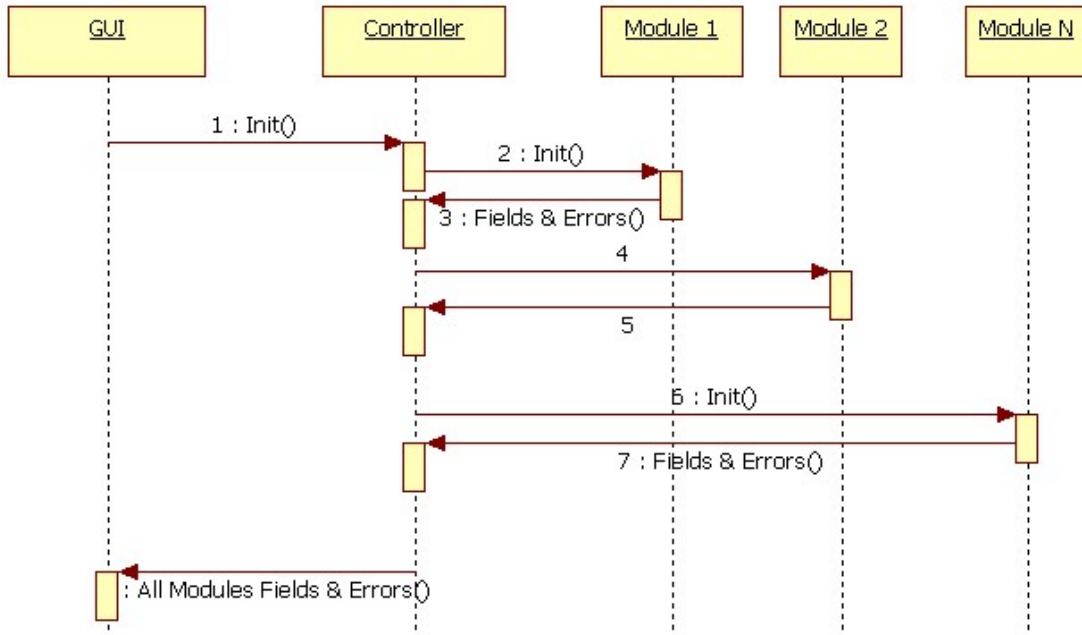 GUI
Controller
Module 1
Module 2
Module N
1 : Init()
2 : Init()
3 : Fields & Errors()
4
5
6 : Init()
7 : Fields & Errors()
: All Modules Fields & Errors()